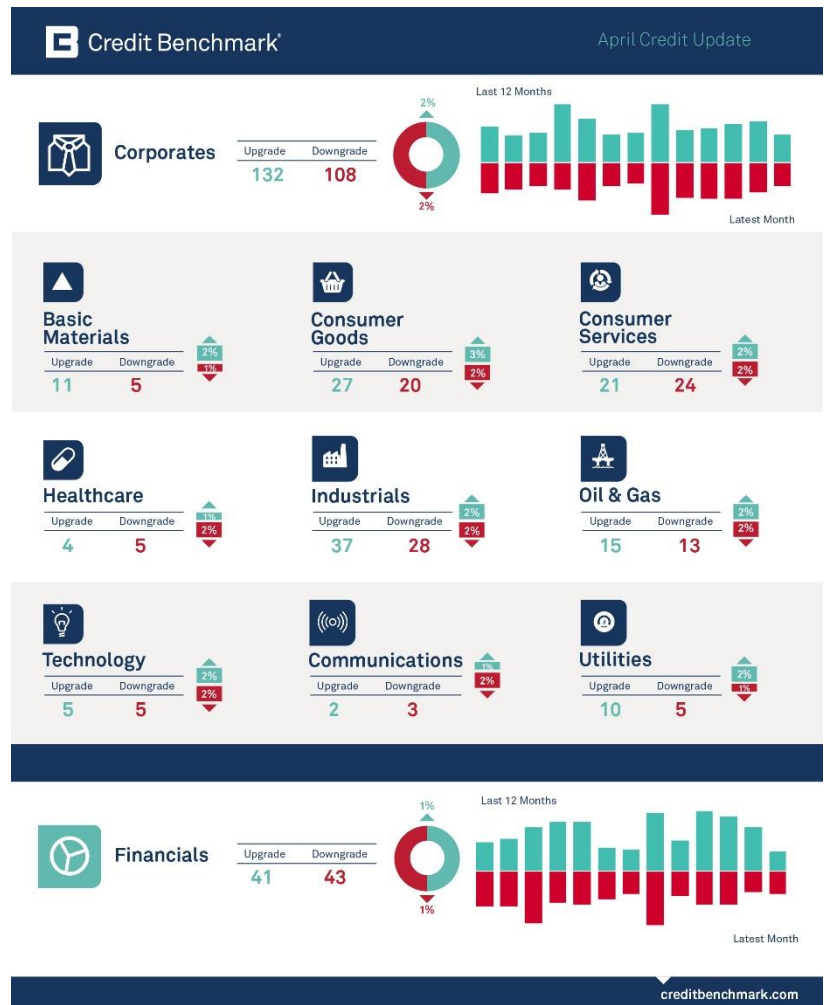 Credit Benchmark®
April Credit Update
Corporates
Upgrade Downgrade
132 108
2%
2%
Last 12 Months
Latest Month
Basic
Materials
Upgrade Downgrade
11 5
2%
1%
Consumer
Goods
Upgrade Downgrade
27 20
3%
2%
Consumer
Services
Upgrade Downgrade
21 24
2%
2%
Healthcare
Upgrade Downgrade
4 5
1%
2%
Industrials
Upgrade Downgrade
37 28
2%
2%
Oil & Gas
Upgrade Downgrade
15 13
2%
2%
Technology
Upgrade Downgrade
5 5
2%
2%
Communications
Upgrade Downgrade
2 3
1%
2%
Utilities
Upgrade Downgrade
10 5
2%
1%
Financials
Upgrade Downgrade
41 43
1%
1%
Last 12 Months
Latest Month
creditbenchmark.com